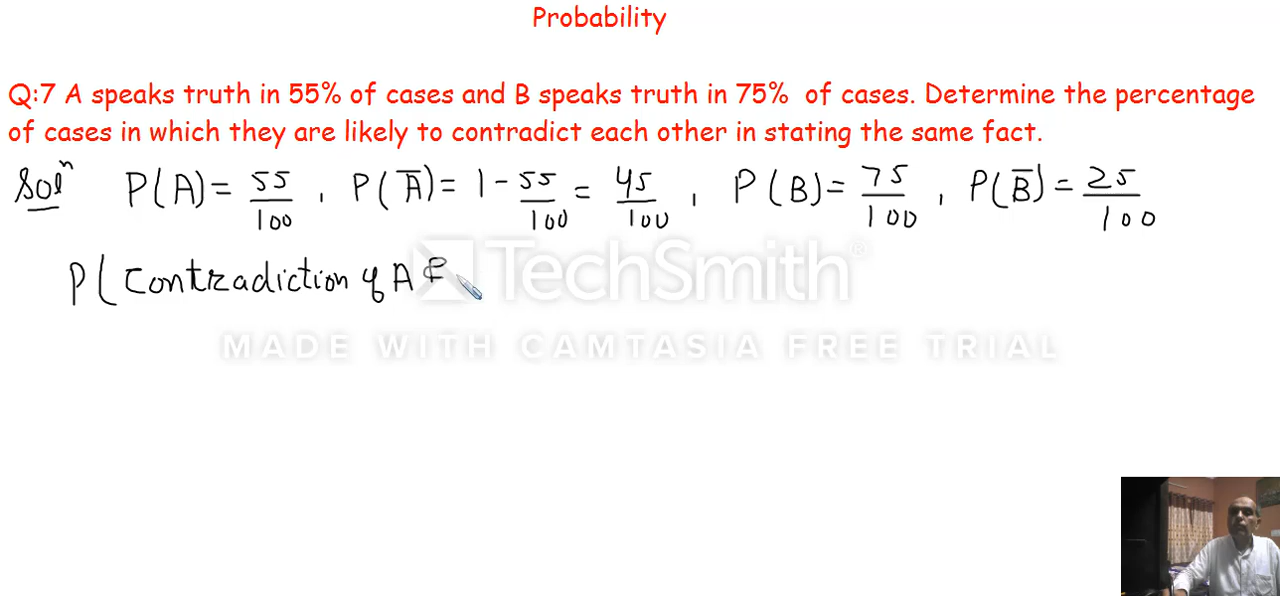 Probability
Q:7 A speaks truth in 55% of cases and B speaks truth in 75% of cases. Determine the percentage
of cases in which they are likely to contradict each other in stating the same fact.
Solⁿ P(A) = 55/100 , P(A̅) = 1 - 55/100 = 45/100 , P(B) = 75/100 , P(B̅) = 25/100
P(Contradiction of A &
TechSmith®
MADE WITH CAMTASIA FREE TRIAL